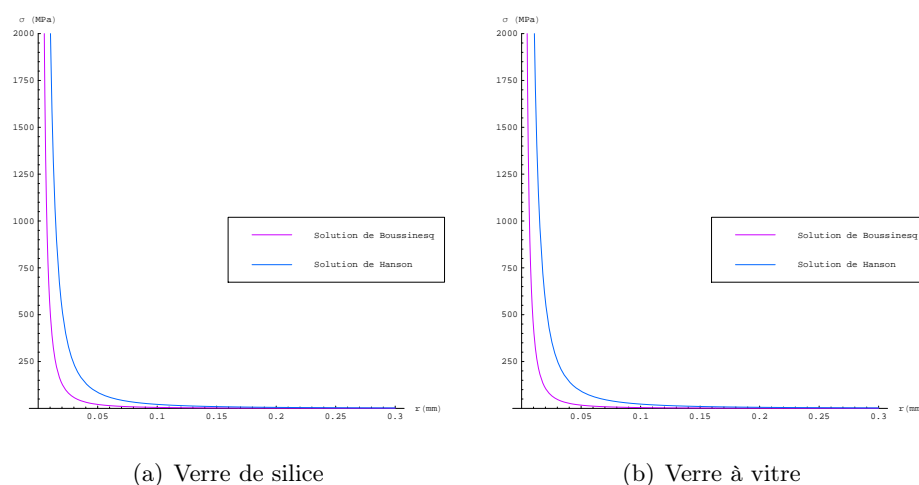 σ (MPa)
2000
1750
1500
1250
1000
750
500
250
0.05
0.1
0.15
0.2
0.25
0.3
r(mm)
Solution de Boussinesq
Solution de Hanson
(a) Verre de silice
σ (MPa)
2000
1750
1500
1250
1000
750
500
250
0.05
0.1
0.15
0.2
0.25
0.3
r(mm
Solution de Boussinesq
Solution de Hanson
(b) Verre à vitre